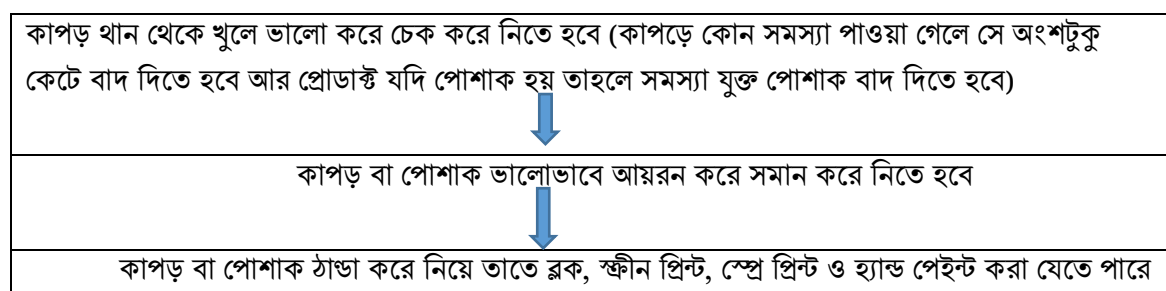 কাপড় থান থেকে খুলে ভালো করে চেক করে নিতে হবে (কাপড়ে কোন সমস্যা পাওয়া গেলে সে অংশটুকু
কেটে বাদ দিতে হবে আর প্রোডাক্ট যদি পোশাক হয় তাহলে সমস্যা যুক্ত পোশাক বাদ দিতে হবে)
কাপড় বা পোশাক ভালোভাবে আয়রন করে সমান করে নিতে হবে
কাপড় বা পোশাক ঠান্ডা করে নিয়ে তাতে ব্লক, স্ক্রীন প্রিন্ট, স্প্রে প্রিন্ট ও হ্যান্ড পেইন্ট করা যেতে পারে